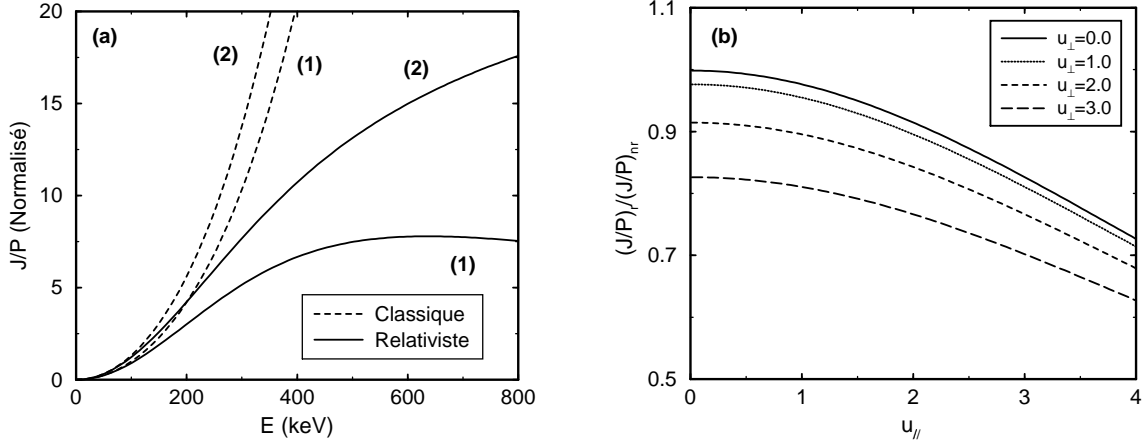 (a)
(2)
(1)
(2)
(1)
Classique
Relativiste
20
15
10
5
0
0 200 400 600 800
E (keV)
J/P (Normalisé)
(b)
u⊥=0.0
u⊥=1.0
u⊥=2.0
u⊥=3.0
1.1
0.9
0.7
0.5
0 1 2 3 4
u//
(J/P)r/(J/P)nr